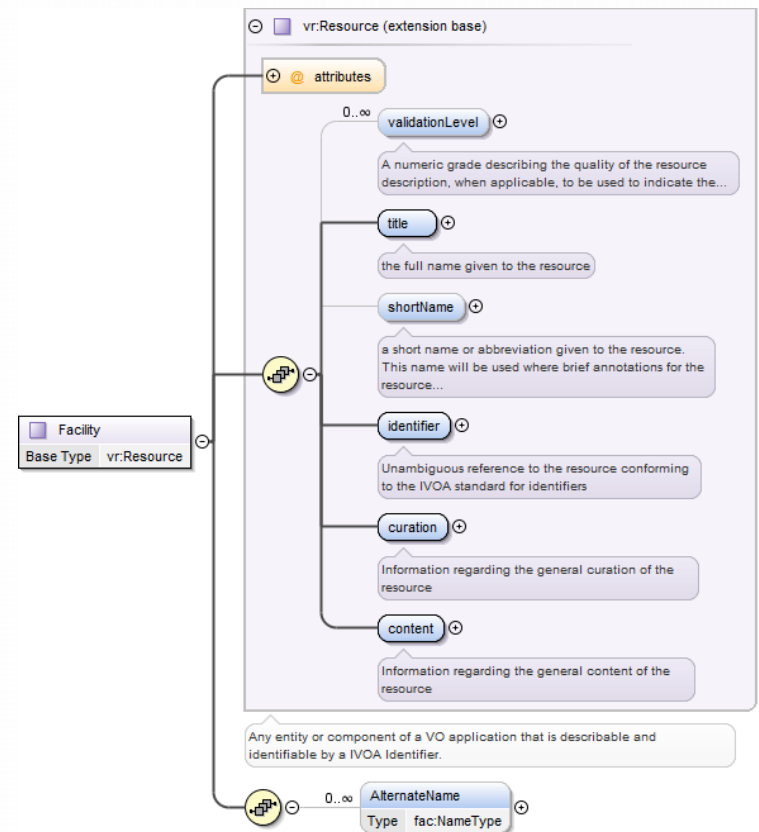 vr:Resource (extension base)
@ attributes
0..∞
validationLevel
A numeric grade describing the quality of the resource
description, when applicable, to be used to indicate the...
title
the full name given to the resource
shortName
a short name or abbreviation given to the resource.
This name will be used where brief annotations for the
resource...
identifier
Unambiguous reference to the resource conforming
to the IVOA standard for identifiers
Facility
Base Type vr:Resource
curation
Information regarding the general curation of the
resource
content
Information regarding the general content of the
resource
Any entity or component of a VO application that is describable and
identifiable by a IVOA Identifier.
0..∞
AlternateName
Type fac:NameType